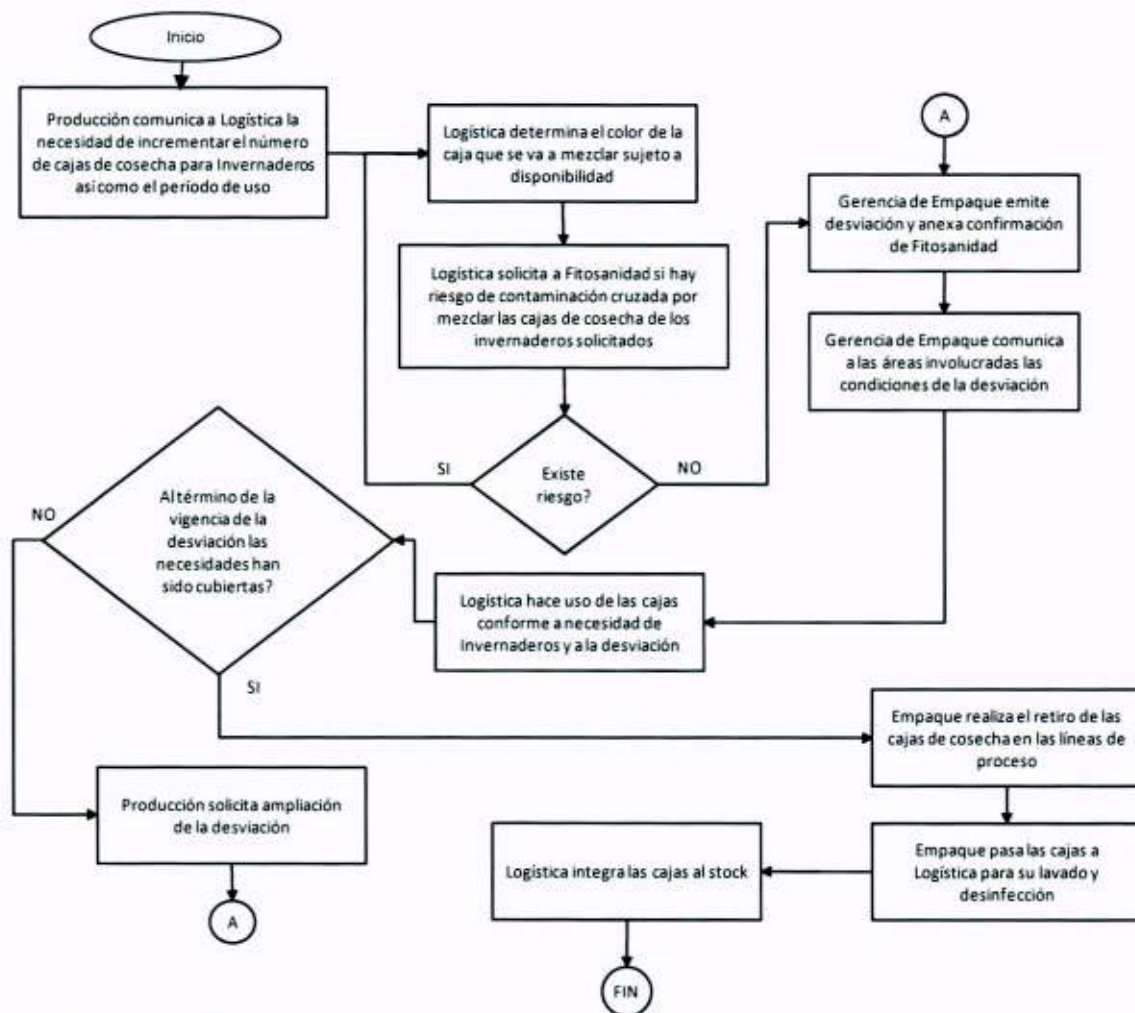 Inicio
Producción comunica a Logística la
necesidad de incrementar el número
de cajas de cosecha para Invernaderos
así como el período de uso
Logística determina el color de la
caja que se va a mezclar sujeto a
disponibilidad
Logística solicita a Fitosanidad si hay
riesgo de contaminación cruzada por
mezclar las cajas de cosecha de los
invernaderos solicitados
Existe
riesgo?
SI
NO
A
Gerencia de Empaque emite
desviación y anexa confirmación
de Fitosanidad
Gerencia de Empaque comunica
a las áreas involucradas las
condiciones de la desviación
Logística hace uso de las cajas
conforme a necesidad de
Invernaderos y a la desviación
Al término de la
vigencia de la
desviación las
necesidades han
sido cubiertas?
NO
SI
Producción solicita ampliación
de la desviación
A
Empaque realiza el retiro de las
cajas de cosecha en las líneas de
proceso
Empaque pasa las cajas a
Logística para su lavado y
desinfección
Logística integra las cajas al stock
FIN